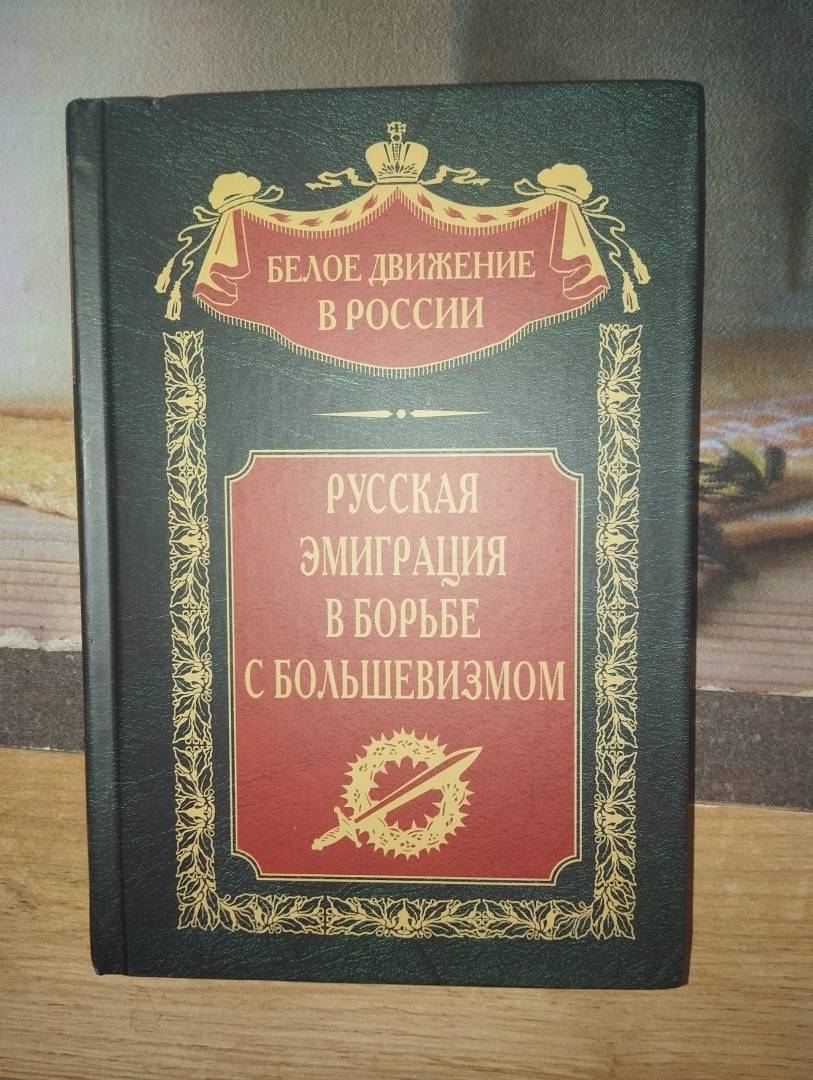 БЕЛОЕ ДВИЖЕНИЕ
В РОССИИ
РУССКАЯ
ЭМИГРАЦИЯ
В БОРЬБЕ
С БОЛЬШЕВИЗМОМ